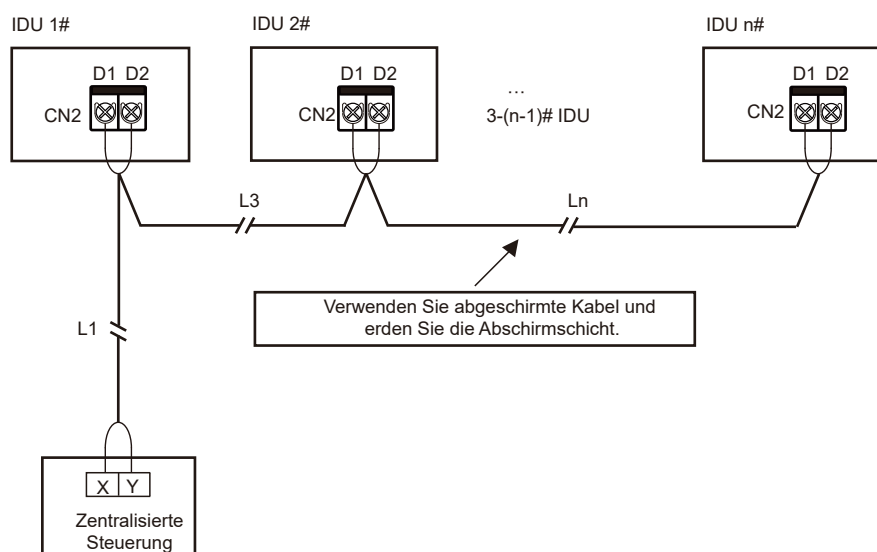 IDU 1#
IDU 2#
IDU n#
D1 D2
D1 D2
D1 D2
CN2
CN2
CN2
...
3-(n-1)# IDU
L3
Ln
Verwenden Sie abgeschirmte Kabel und
erden Sie die Abschirmschicht.
L1
X Y
Zentralisierte
Steuerung